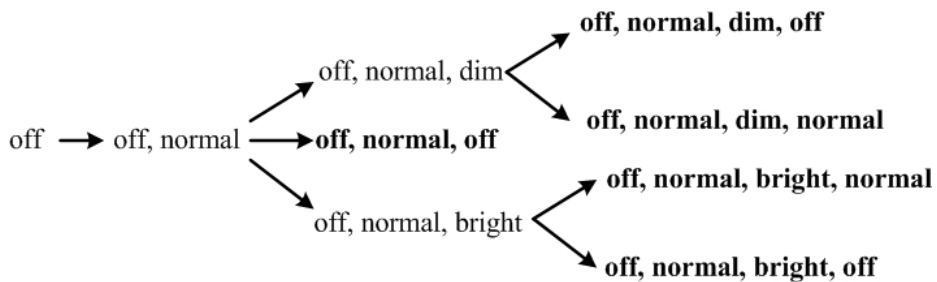 off
off, normal
off, normal, dim
off, normal, off
off, normal, bright
off, normal, dim, off
off, normal, dim, normal
off, normal, bright, normal
off, normal, bright, off